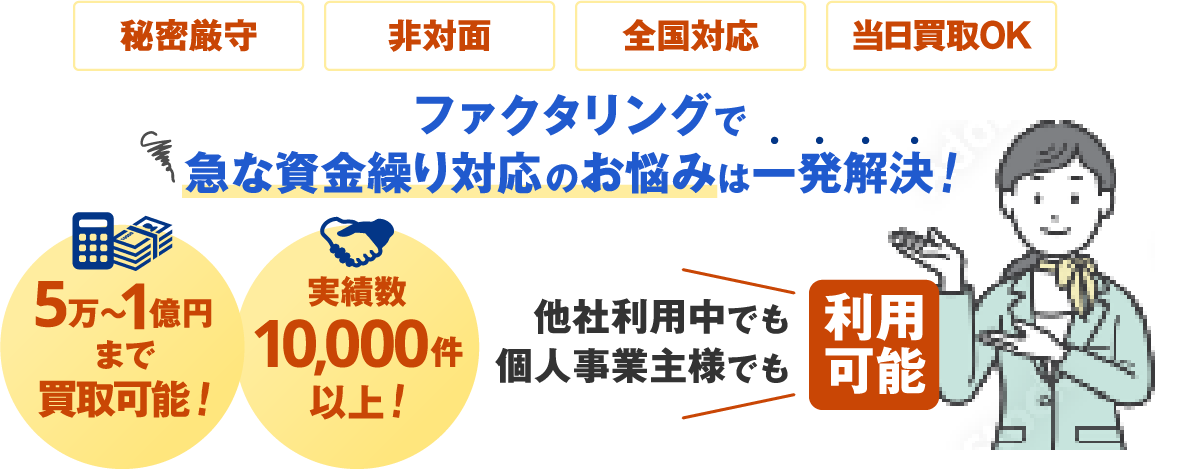 秘密厳守
非対面
全国対応
当日買取OK
ファクタリングで
急な資金繰り対応のお悩みは一発解決!
5万~1億円
まで
買取可能!
実績数
10,000件
以上!
他社利用中でも
個人事業主様でも
利用
可能